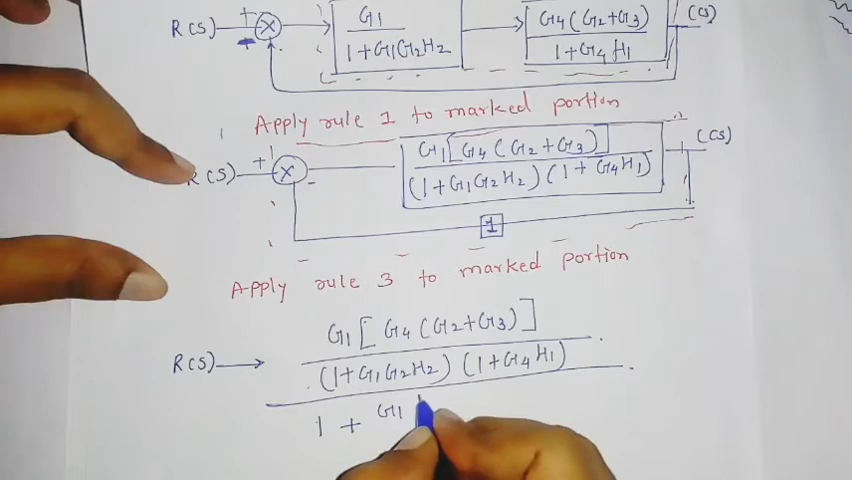 R(S) + - G1 / 1+G1G2H2 G4(G2+G3) / 1+G4H1 C(S)
Apply rule 1 to marked portion
R(S) + - G1[G4(G2+G3)] / (1+G1G2H2)(1+G4H1) C(S)
1
Apply rule 3 to marked portion
R(S) → G1[G4(G2+G3)]
(1+G1G2H2)(1+G4H1)
1 + G1